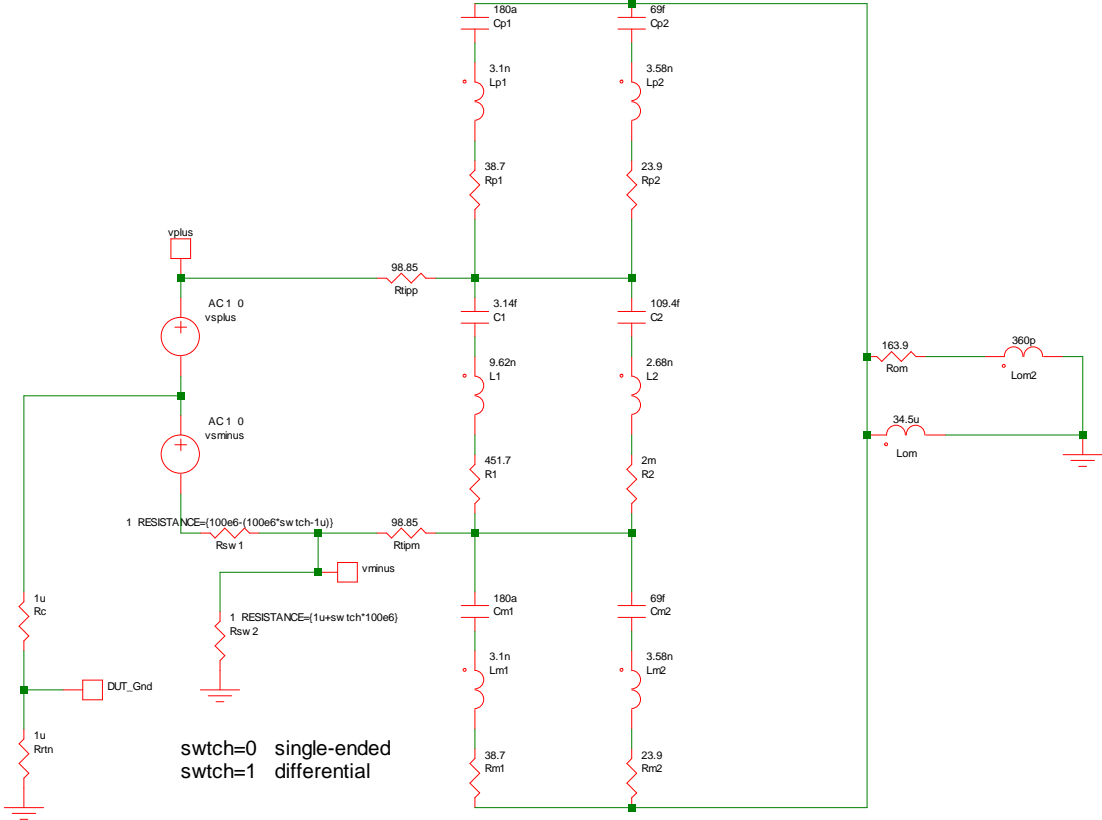 180a
Cp1
69f
Cp2
3.1n
Lp1
3.58n
Lp2
38.7
Rp1
23.9
Rp2
vplus
98.85
Rtipp
AC 1 0
vsplus
3.14f
C1
109.4f
C2
163.9
Rom
360p
Lom2
9.62n
L1
2.68n
L2
AC 1 0
vsminus
34.5u
Lom
451.7
R1
2m
R2
1 RESISTANCE={100e6-(100e6*swtch-1u)}
Rsw1
98.85
Rtipm
vminus
1u
Rc
1 RESISTANCE={1u+swtch*100e6}
Rsw2
180a
Cm1
69f
Cm2
3.1n
Lm1
3.58n
Lm2
DUT_Gnd
1u
Rrtn
38.7
Rm1
23.9
Rm2
swtch=0 single-ended
swtch=1 differential